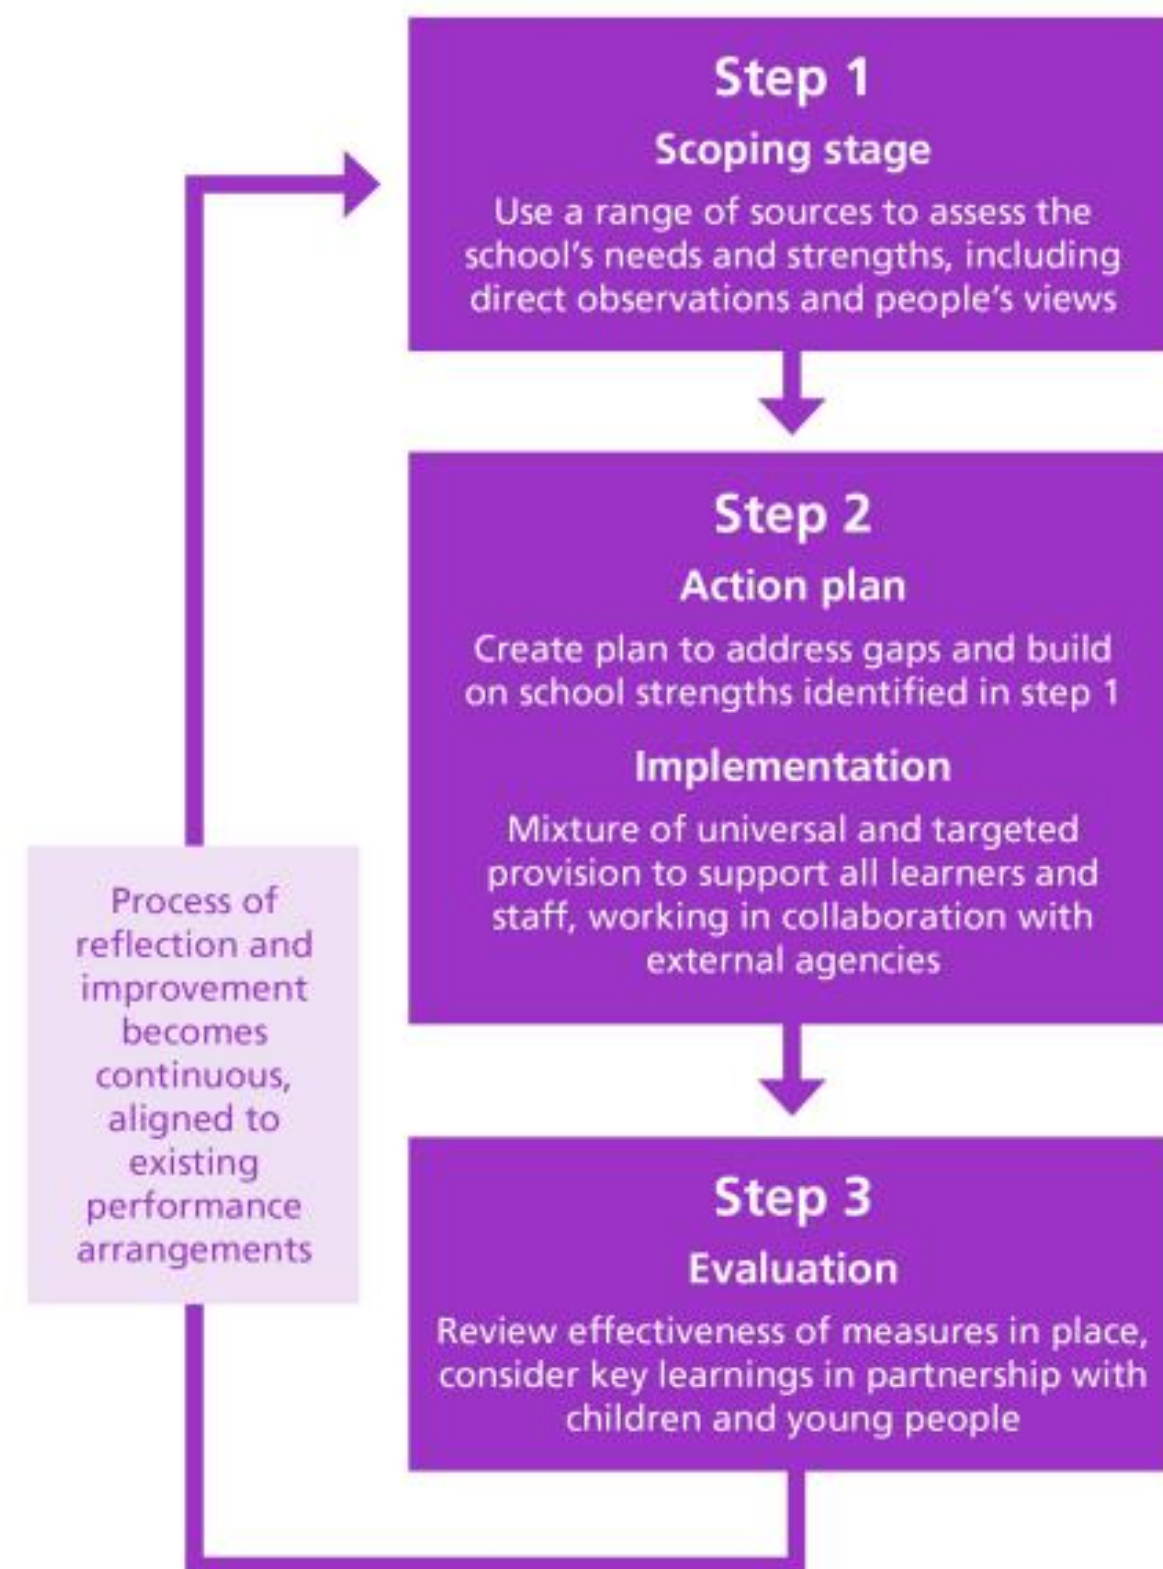 Step 1
Scoping stage
Use a range of sources to assess the
school's needs and strengths, including
direct observations and people's views
Step 2
Action plan
Create plan to address gaps and build
on school strengths identified in step 1
Implementation
Mixture of universal and targeted
provision to support all learners and
staff, working in collaboration with
external agencies
Step 3
Evaluation
Review effectiveness of measures in place,
consider key learnings in partnership with
children and young people
Process of
reflection and
improvement
becomes
continuous,
aligned to
existing
performance
arrangements